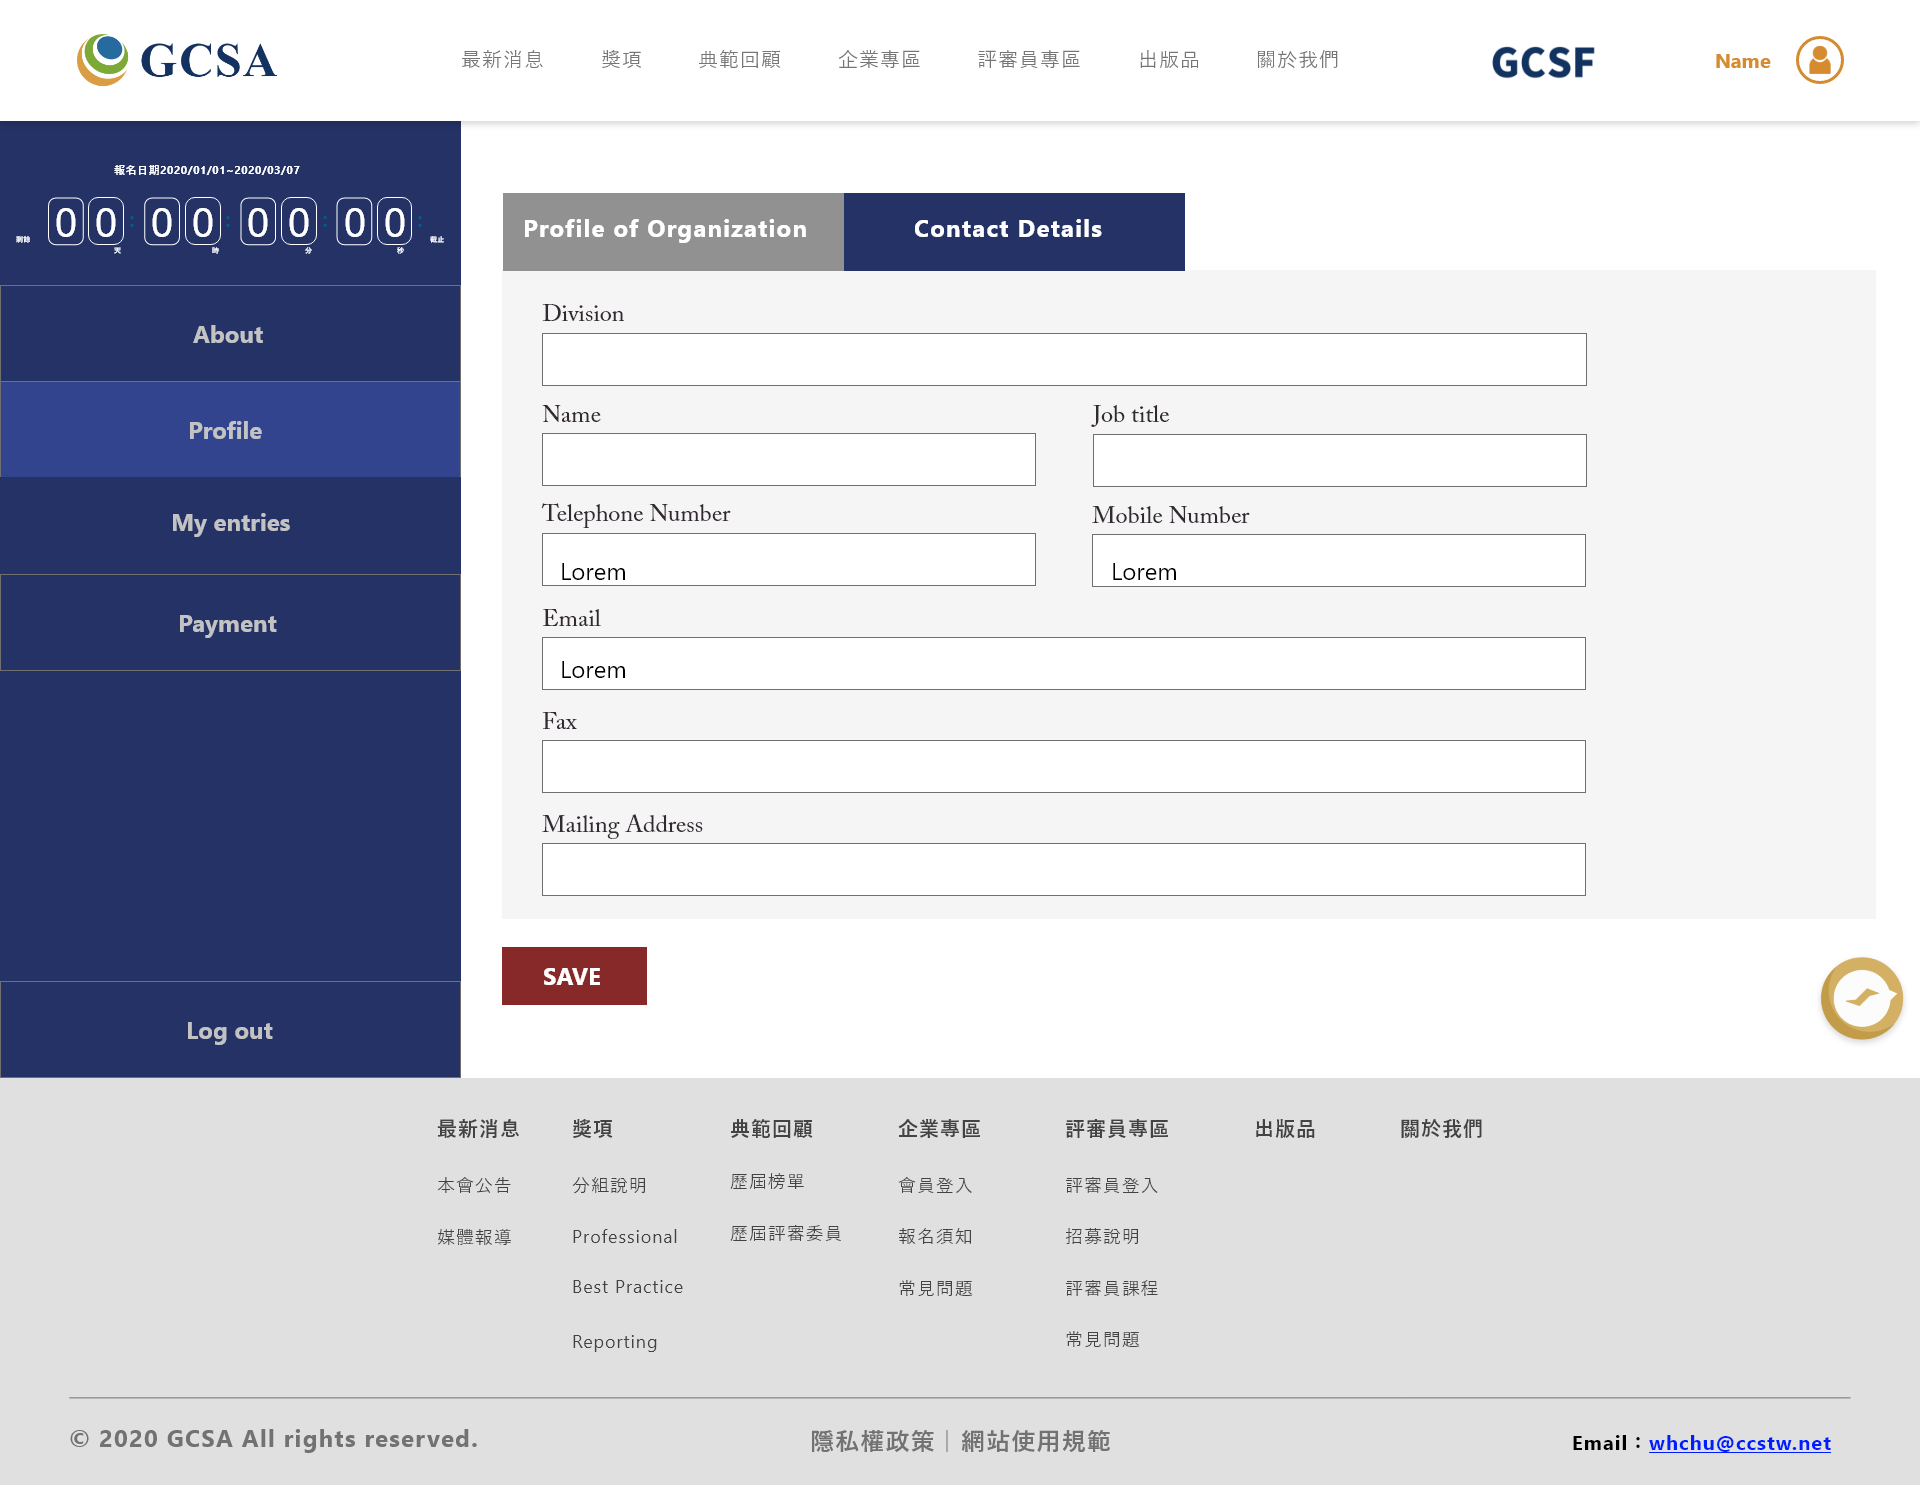 GCSA
最新消息
獎項
典範回顧
企業專區
評審員專區
出版品
關於我們
GCSF
Name
報名日期2020/01/01~2020/03/07
剩餘 00: 00: 00: 00: 截止
天 時 分 秒
About
Profile
My entries
Payment
Log out
Profile of Organization
Contact Details
Division
Name
Job title
Telephone Number
Mobile Number
Lorem
Lorem
Email
Lorem
Fax
Mailing Address
SAVE
最新消息
本會公告
媒體報導
獎項
分組說明
Professional
Best Practice
Reporting
典範回顧
歷屆榜單
歷屆評審委員
企業專區
會員登入
報名須知
常見問題
評審員專區
評審員登入
招募說明
評審員課程
常見問題
出版品
關於我們
© 2020 GCSA All rights reserved.
隱私權政策｜網站使用規範
Email：whchu@ccstw.net